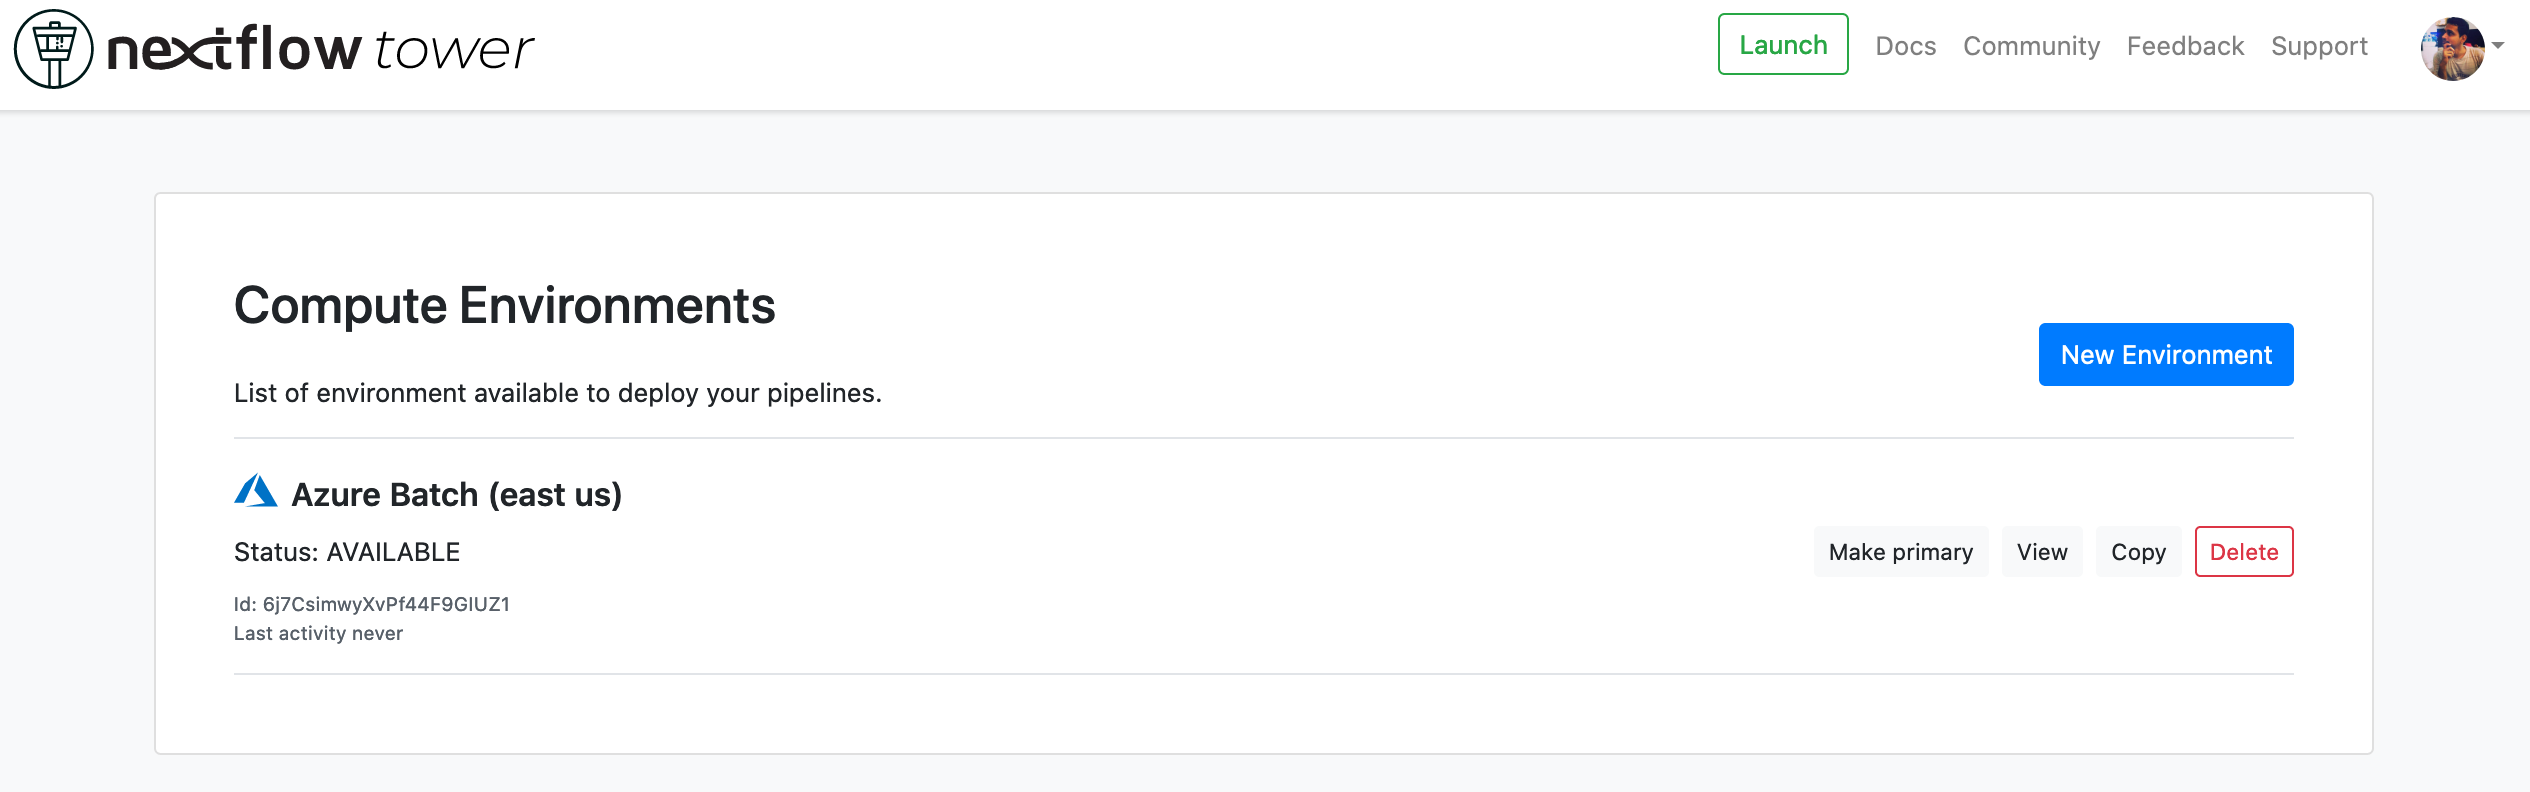 nextflow tower
Launch Docs Community Feedback Support
Compute Environments
New Environment
List of environment available to deploy your pipelines.
Azure Batch (east us)
Status: AVAILABLE
Make primary View Copy Delete
Id: 6j7CsimwyXvPf44F9GIUZ1
Last activity never